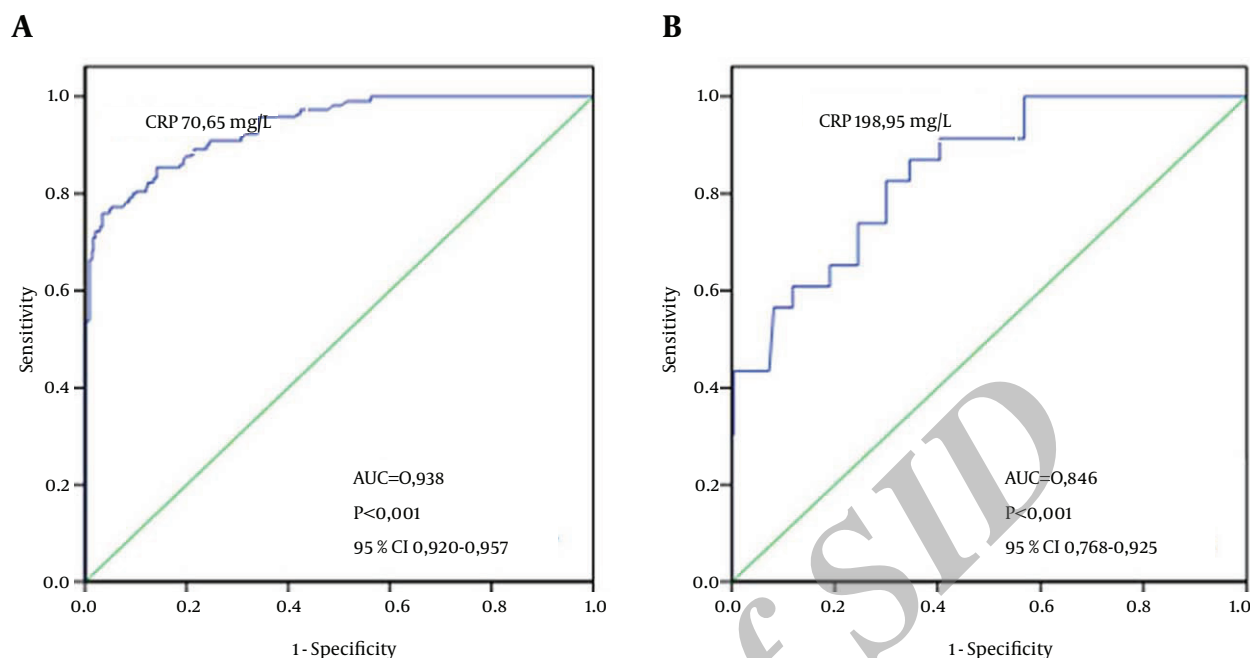 A
B
1.0
0.8
0.6
0.4
0.2
0.0
Sensitivity
CRP 70,65 mg/L
AUC=0,938
P<0,001
95 % CI 0,920-0,957
0.0 0.2 0.4 0.6 0.8 1.0
1 - Specificity
1.0
0.8
0.6
0.4
0.2
0.0
Sensitivity
CRP 198,95 mg/L
AUC=0,846
P<0,001
95 % CI 0,768-0,925
0.0 0.2 0.4 0.6 0.8 1.0
1 - Specificity
f SID